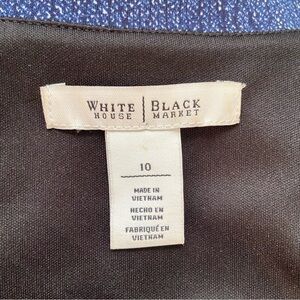 WHITE | BLACK
HOUSE | MARKET
10
MADE IN
VIETNAM
HECHO EN
VIETNAM
FABRIQUÉ EN
VIETNAM